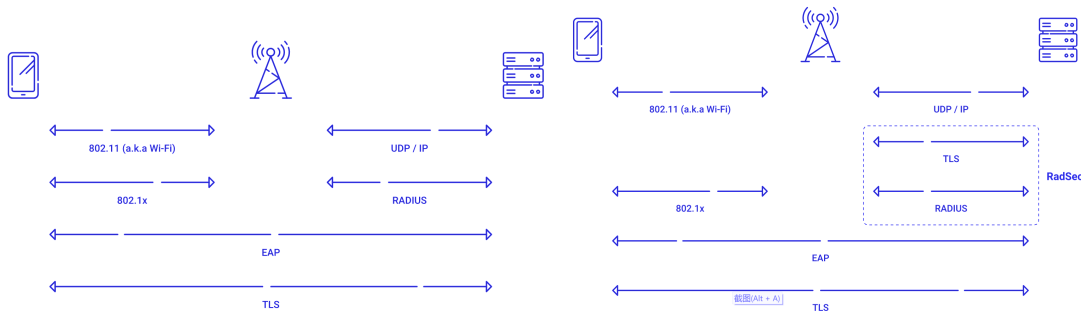 802.11 (a.k.a Wi-Fi)
UDP / IP
802.1x
RADIUS
EAP
TLS
802.11 (a.k.a Wi-Fi)
UDP / IP
TLS
RadSec
802.1x
RADIUS
EAP
截图(Alt + A)
TLS